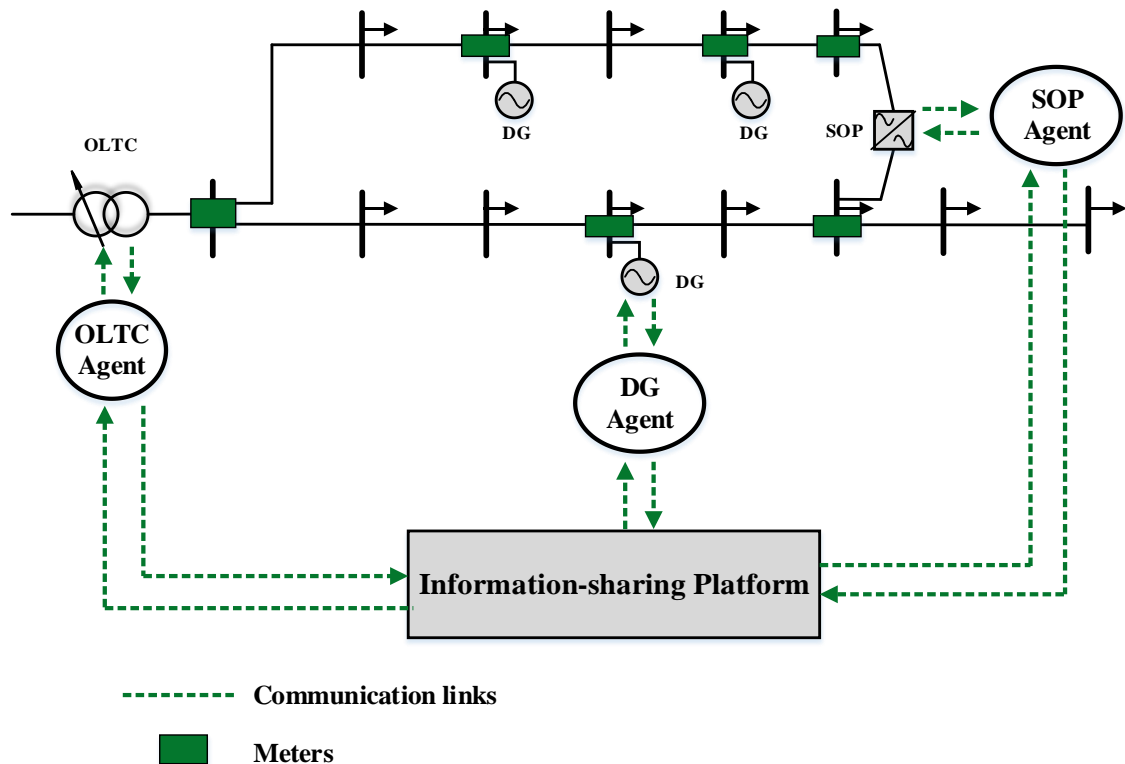 OLTC
DG
DG
SOP
SOP
Agent
DG
OLTC
Agent
DG
Agent
Information-sharing Platform
Communication links
Meters